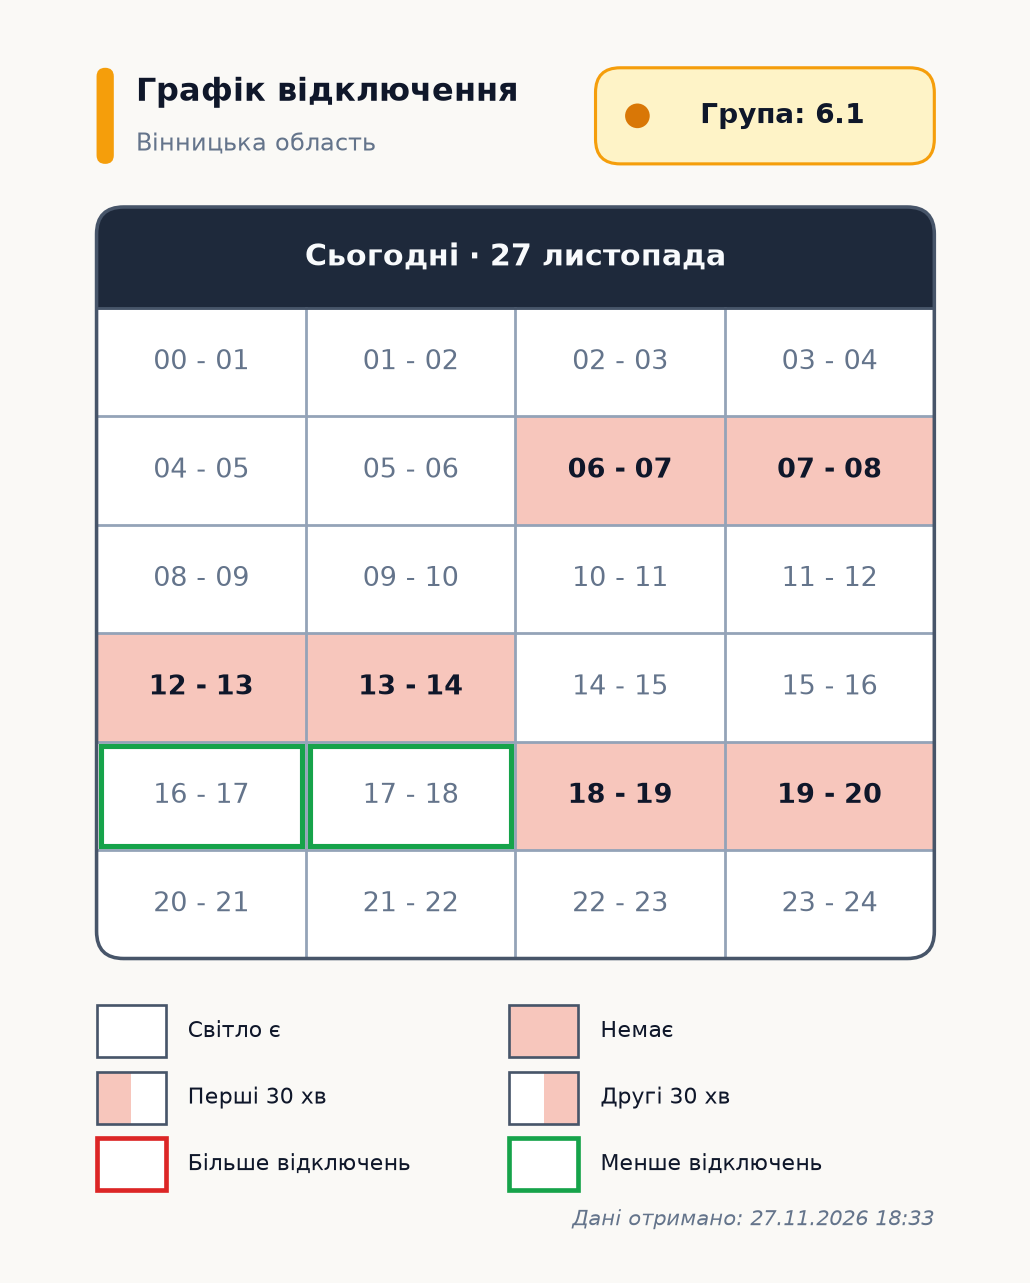 Графік відключення
Вінницька область
Група: 6.1
Сьогодні · 27 листопада
00 - 01 01 - 02 02 - 03 03 - 04
04 - 05 05 - 06 06 - 07 07 - 08
08 - 09 09 - 10 10 - 11 11 - 12
12 - 13 13 - 14 14 - 15 15 - 16
16 - 17 17 - 18 18 - 19 19 - 20
20 - 21 21 - 22 22 - 23 23 - 24
Світло є Немає
Перші 30 хв Другі 30 хв
Більше відключень Менше відключень
Дані отримано: 27.11.2026 18:33